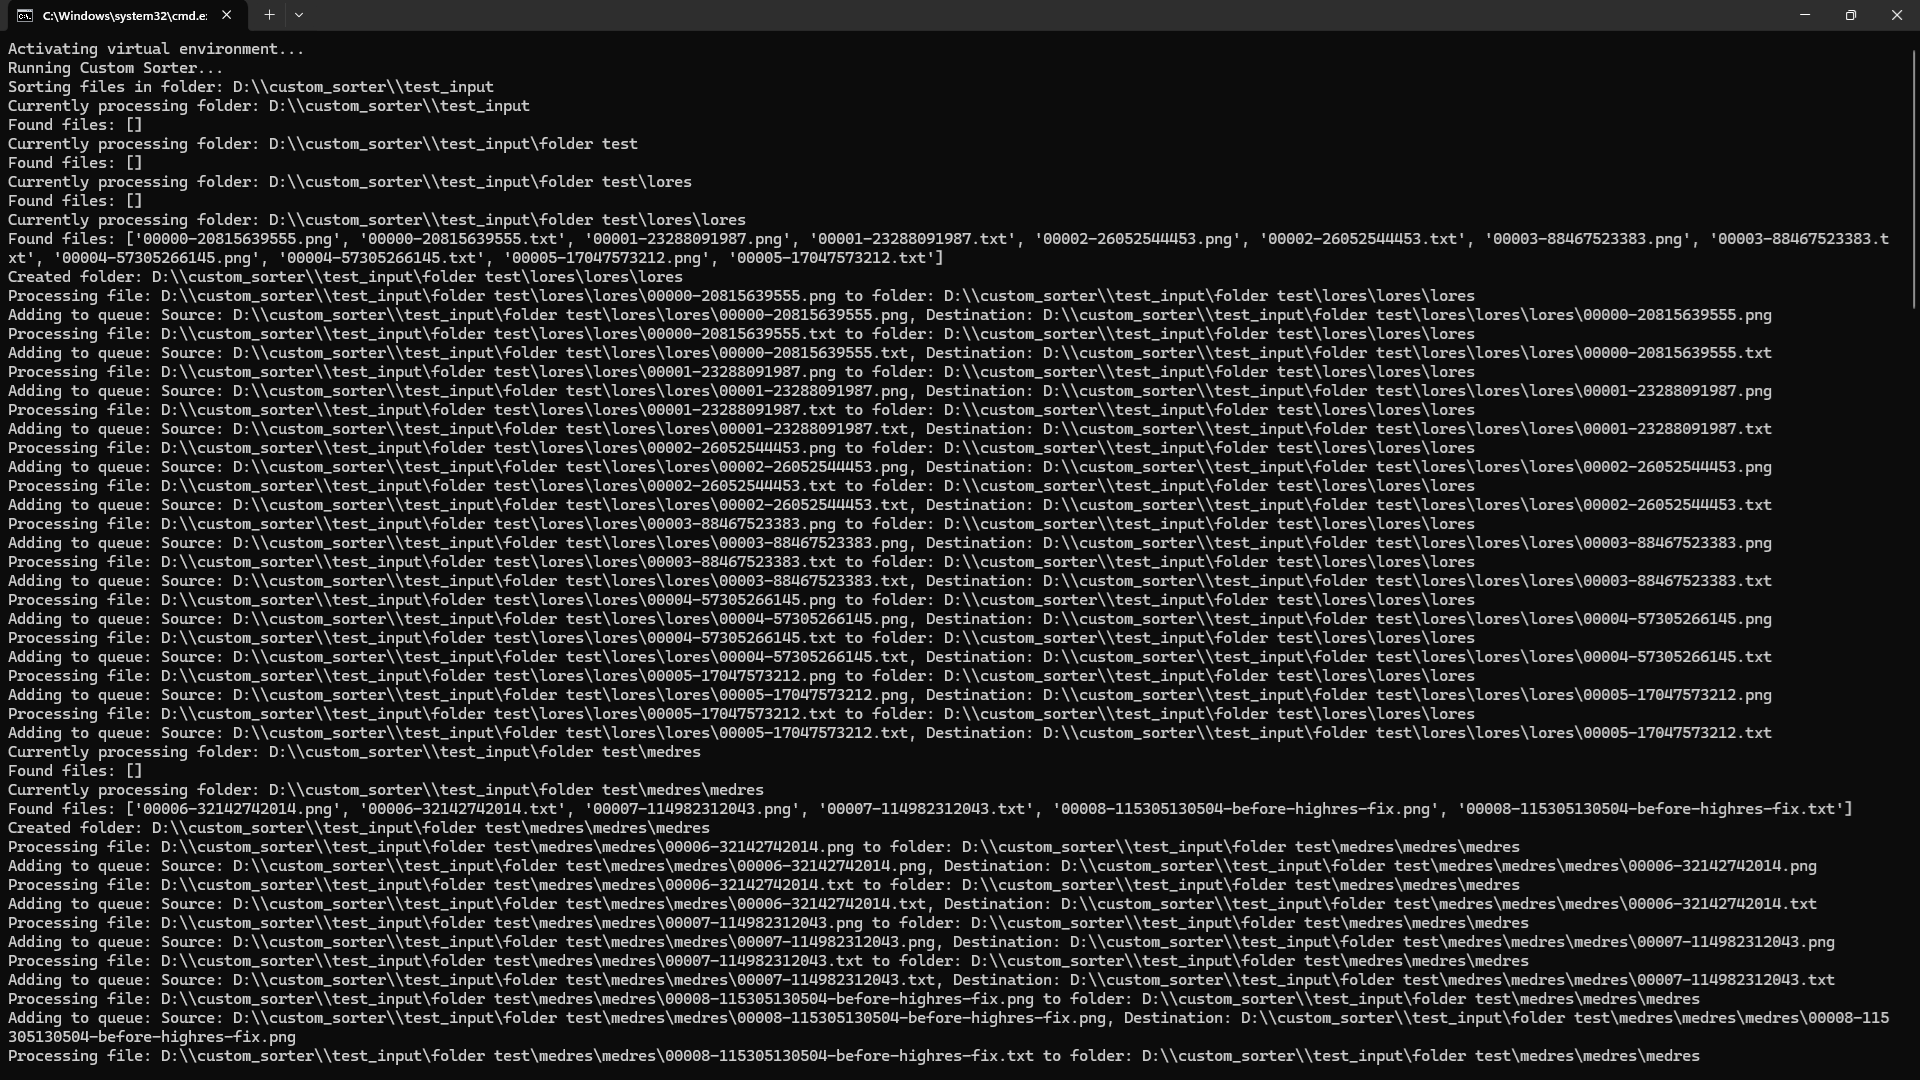 C:\Windows\system32\cmd.e:
Activating virtual environment...
Running Custom Sorter...
Sorting files in folder: D:\\custom_sorter\\test_input
Currently processing folder: D:\\custom_sorter\\test_input
Found files: []
Currently processing folder: D:\\custom_sorter\\test_input\folder test
Found files: []
Currently processing folder: D:\\custom_sorter\\test_input\folder test\lores
Found files: []
Currently processing folder: D:\\custom_sorter\\test_input\folder test\lores\lores
Found files: ['00000-20815639555.png', '00000-20815639555.txt', '00001-23288091987.png', '00001-23288091987.txt', '00002-26052544453.png', '00002-26052544453.txt', '00003-88467523383.png', '00003-88467523383.t
xt', '00004-57305266145.png', '00004-57305266145.txt', '00005-17047573212.png', '00005-17047573212.txt']
Created folder: D:\\custom_sorter\\test_input\folder test\lores\lores\lores
Processing file: D:\\custom_sorter\\test_input\folder test\lores\lores\00000-20815639555.png to folder: D:\\custom_sorter\\test_input\folder test\lores\lores\lores
Adding to queue: Source: D:\\custom_sorter\\test_input\folder test\lores\lores\00000-20815639555.png, Destination: D:\\custom_sorter\\test_input\folder test\lores\lores\lores\00000-20815639555.png
Processing file: D:\\custom_sorter\\test_input\folder test\lores\lores\00000-20815639555.txt to folder: D:\\custom_sorter\\test_input\folder test\lores\lores\lores
Adding to queue: Source: D:\\custom_sorter\\test_input\folder test\lores\lores\00000-20815639555.txt, Destination: D:\\custom_sorter\\test_input\folder test\lores\lores\lores\00000-20815639555.txt
Processing file: D:\\custom_sorter\\test_input\folder test\lores\lores\00001-23288091987.png to folder: D:\\custom_sorter\\test_input\folder test\lores\lores\lores
Adding to queue: Source: D:\\custom_sorter\\test_input\folder test\lores\lores\00001-23288091987.png, Destination: D:\\custom_sorter\\test_input\folder test\lores\lores\lores\00001-23288091987.png
Processing file: D:\\custom_sorter\\test_input\folder test\lores\lores\00001-23288091987.txt to folder: D:\\custom_sorter\\test_input\folder test\lores\lores\lores
Adding to queue: Source: D:\\custom_sorter\\test_input\folder test\lores\lores\00001-23288091987.txt, Destination: D:\\custom_sorter\\test_input\folder test\lores\lores\lores\00001-23288091987.txt
Processing file: D:\\custom_sorter\\test_input\folder test\lores\lores\00002-26052544453.png to folder: D:\\custom_sorter\\test_input\folder test\lores\lores\lores
Adding to queue: Source: D:\\custom_sorter\\test_input\folder test\lores\lores\00002-26052544453.png, Destination: D:\\custom_sorter\\test_input\folder test\lores\lores\lores\00002-26052544453.png
Processing file: D:\\custom_sorter\\test_input\folder test\lores\lores\00002-26052544453.txt to folder: D:\\custom_sorter\\test_input\folder test\lores\lores\lores
Adding to queue: Source: D:\\custom_sorter\\test_input\folder test\lores\lores\00002-26052544453.txt, Destination: D:\\custom_sorter\\test_input\folder test\lores\lores\lores\00002-26052544453.txt
Processing file: D:\\custom_sorter\\test_input\folder test\lores\lores\00003-88467523383.png to folder: D:\\custom_sorter\\test_input\folder test\lores\lores\lores
Adding to queue: Source: D:\\custom_sorter\\test_input\folder test\lores\lores\00003-88467523383.png, Destination: D:\\custom_sorter\\test_input\folder test\lores\lores\lores\00003-88467523383.png
Processing file: D:\\custom_sorter\\test_input\folder test\lores\lores\00003-88467523383.txt to folder: D:\\custom_sorter\\test_input\folder test\lores\lores\lores
Adding to queue: Source: D:\\custom_sorter\\test_input\folder test\lores\lores\00003-88467523383.txt, Destination: D:\\custom_sorter\\test_input\folder test\lores\lores\lores\00003-88467523383.txt
Processing file: D:\\custom_sorter\\test_input\folder test\lores\lores\00004-57305266145.png to folder: D:\\custom_sorter\\test_input\folder test\lores\lores\lores
Adding to queue: Source: D:\\custom_sorter\\test_input\folder test\lores\lores\00004-57305266145.png, Destination: D:\\custom_sorter\\test_input\folder test\lores\lores\lores\00004-57305266145.png
Processing file: D:\\custom_sorter\\test_input\folder test\lores\lores\00004-57305266145.txt to folder: D:\\custom_sorter\\test_input\folder test\lores\lores\lores
Adding to queue: Source: D:\\custom_sorter\\test_input\folder test\lores\lores\00004-57305266145.txt, Destination: D:\\custom_sorter\\test_input\folder test\lores\lores\lores\00004-57305266145.txt
Processing file: D:\\custom_sorter\\test_input\folder test\lores\lores\00005-17047573212.png to folder: D:\\custom_sorter\\test_input\folder test\lores\lores\lores
Adding to queue: Source: D:\\custom_sorter\\test_input\folder test\lores\lores\00005-17047573212.png, Destination: D:\\custom_sorter\\test_input\folder test\lores\lores\lores\00005-17047573212.png
Processing file: D:\\custom_sorter\\test_input\folder test\lores\lores\00005-17047573212.txt to folder: D:\\custom_sorter\\test_input\folder test\lores\lores\lores
Adding to queue: Source: D:\\custom_sorter\\test_input\folder test\lores\lores\00005-17047573212.txt, Destination: D:\\custom_sorter\\test_input\folder test\lores\lores\lores\00005-17047573212.txt
Currently processing folder: D:\\custom_sorter\\test_input\folder test\medres
Found files: []
Currently processing folder: D:\\custom_sorter\\test_input\folder test\medres\medres
Found files: ['00006-32142742014.png', '00006-32142742014.txt', '00007-114982312043.png', '00007-114982312043.txt', '00008-115305130504-before-highres-fix.png', '00008-115305130504-before-highres-fix.txt']
Created folder: D:\\custom_sorter\\test_input\folder test\medres\medres\medres
Processing file: D:\\custom_sorter\\test_input\folder test\medres\medres\00006-32142742014.png to folder: D:\\custom_sorter\\test_input\folder test\medres\medres\medres
Adding to queue: Source: D:\\custom_sorter\\test_input\folder test\medres\medres\00006-32142742014.png, Destination: D:\\custom_sorter\\test_input\folder test\medres\medres\medres\00006-32142742014.png
Processing file: D:\\custom_sorter\\test_input\folder test\medres\medres\00006-32142742014.txt to folder: D:\\custom_sorter\\test_input\folder test\medres\medres\medres
Adding to queue: Source: D:\\custom_sorter\\test_input\folder test\medres\medres\00006-32142742014.txt, Destination: D:\\custom_sorter\\test_input\folder test\medres\medres\medres\00006-32142742014.txt
Processing file: D:\\custom_sorter\\test_input\folder test\medres\medres\00007-114982312043.png to folder: D:\\custom_sorter\\test_input\folder test\medres\medres\medres
Adding to queue: Source: D:\\custom_sorter\\test_input\folder test\medres\medres\00007-114982312043.png, Destination: D:\\custom_sorter\\test_input\folder test\medres\medres\medres\00007-114982312043.png
Processing file: D:\\custom_sorter\\test_input\folder test\medres\medres\00007-114982312043.txt to folder: D:\\custom_sorter\\test_input\folder test\medres\medres\medres
Adding to queue: Source: D:\\custom_sorter\\test_input\folder test\medres\medres\00007-114982312043.txt, Destination: D:\\custom_sorter\\test_input\folder test\medres\medres\medres\00007-114982312043.txt
Processing file: D:\\custom_sorter\\test_input\folder test\medres\medres\00008-115305130504-before-highres-fix.png to folder: D:\\custom_sorter\\test_input\folder test\medres\medres\medres
Adding to queue: Source: D:\\custom_sorter\\test_input\folder test\medres\medres\00008-115305130504-before-highres-fix.png, Destination: D:\\custom_sorter\\test_input\folder test\medres\medres\medres\00008-115
305130504-before-highres-fix.png
Processing file: D:\\custom_sorter\\test_input\folder test\medres\medres\00008-115305130504-before-highres-fix.txt to folder: D:\\custom_sorter\\test_input\folder test\medres\medres\medres